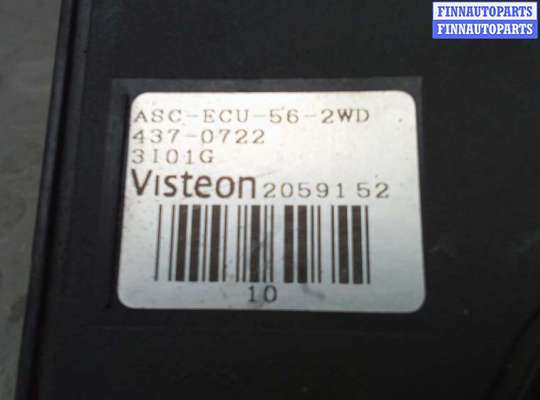 FINNAUTOPARTS
FINNAUTOPARTS
ASC-ECU-56-2WD
437-0722
3I01G
Visteon 2059152
10